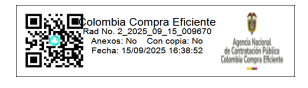 Colombia Compra Eficiente
Rad No. 2_2025_09_15_009670
Anexos: No Con copia: No
Fecha: 15/09/2025 16:38:52
Agencia Nacional
de Contratación Pública
Colombia Compra Eficiente